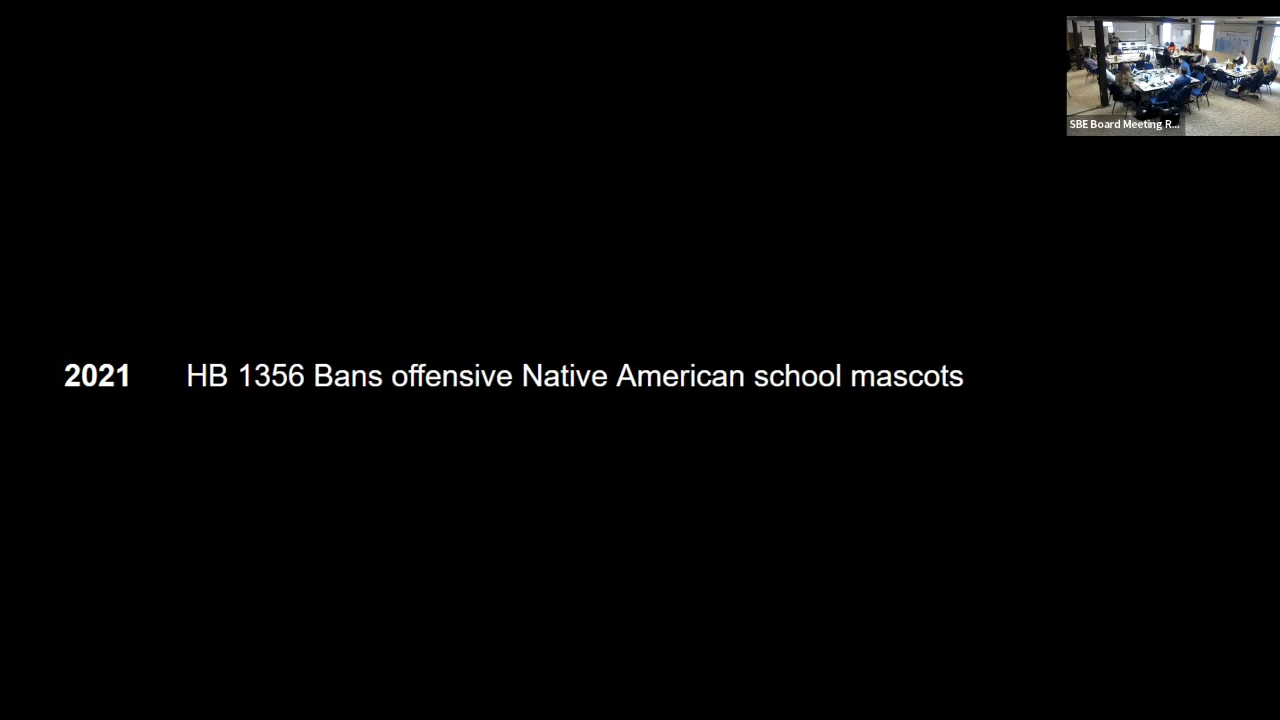 SBE Board Meeting R...
2021 HB 1356 Bans offensive Native American school mascots